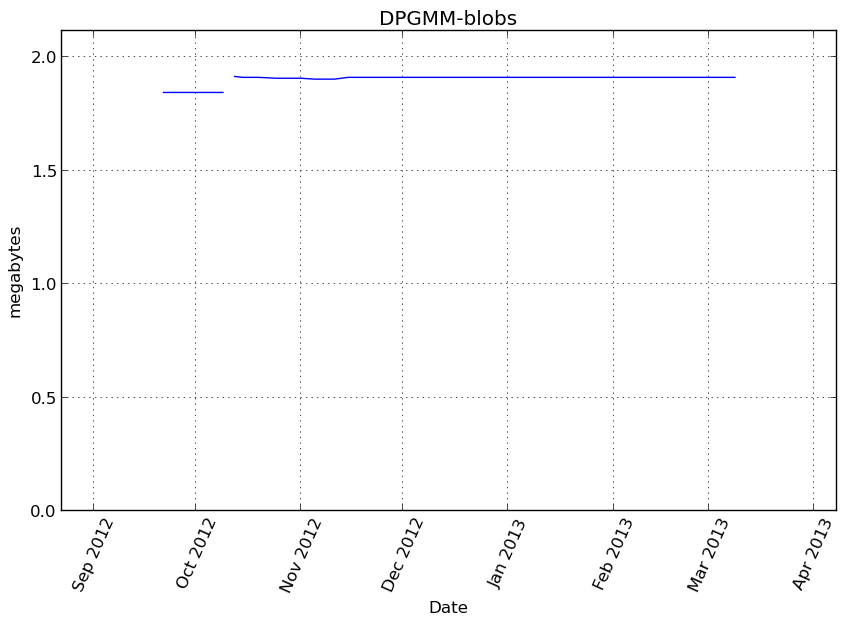 DPGMM-blobs
2.0
1.5
1.0
0.5
0.0
megabytes
Sep 2012
Oct 2012
Nov 2012
Dec 2012
Jan 2013
Feb 2013
Mar 2013
Apr 2013
Date